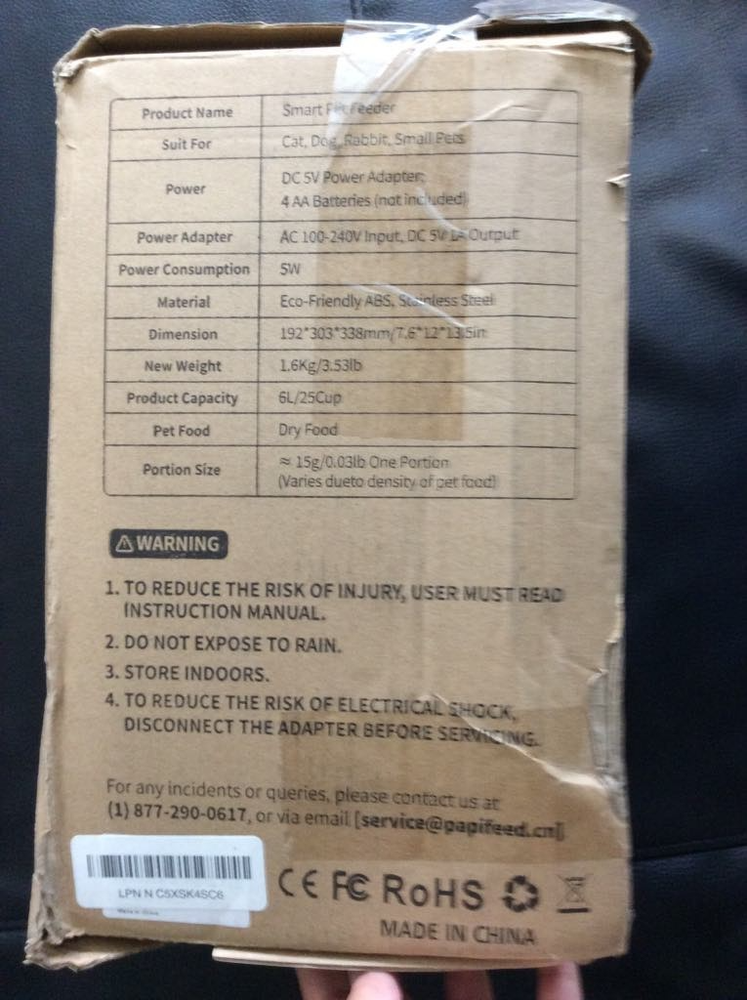 Product Name Smart Pet Feeder
Suit For Cat, Dog, Rabbit, Small Pets
Power DC 5V Power Adapter;
4 AA Batteries (not included)
Power Adapter AC 100-240V Input, DC 5V 1A Output
Power Consumption 5W
Material Eco-Friendly ABS, Stainless Steel
Dimension 192*303*338mm/7.6*12*13.5in
New Weight 1.6Kg/3.53lb
Product Capacity 6L/25Cup
Pet Food Dry Food
Portion Size ≈ 15g/0.03lb One Portion
(Varies dueto density of pet food)
WARNING
1. TO REDUCE THE RISK OF INJURY, USER MUST READ
INSTRUCTION MANUAL.
2. DO NOT EXPOSE TO RAIN.
3. STORE INDOORS.
4. TO REDUCE THE RISK OF ELECTRICAL SHOCK,
DISCONNECT THE ADAPTER BEFORE SERVICING.
For any incidents or queries, please contact us at
(1) 877-290-0617, or via email [service@papifeed.cn]
LPN N C5XSK4SC6
CE FC RoHS
MADE IN CHINA